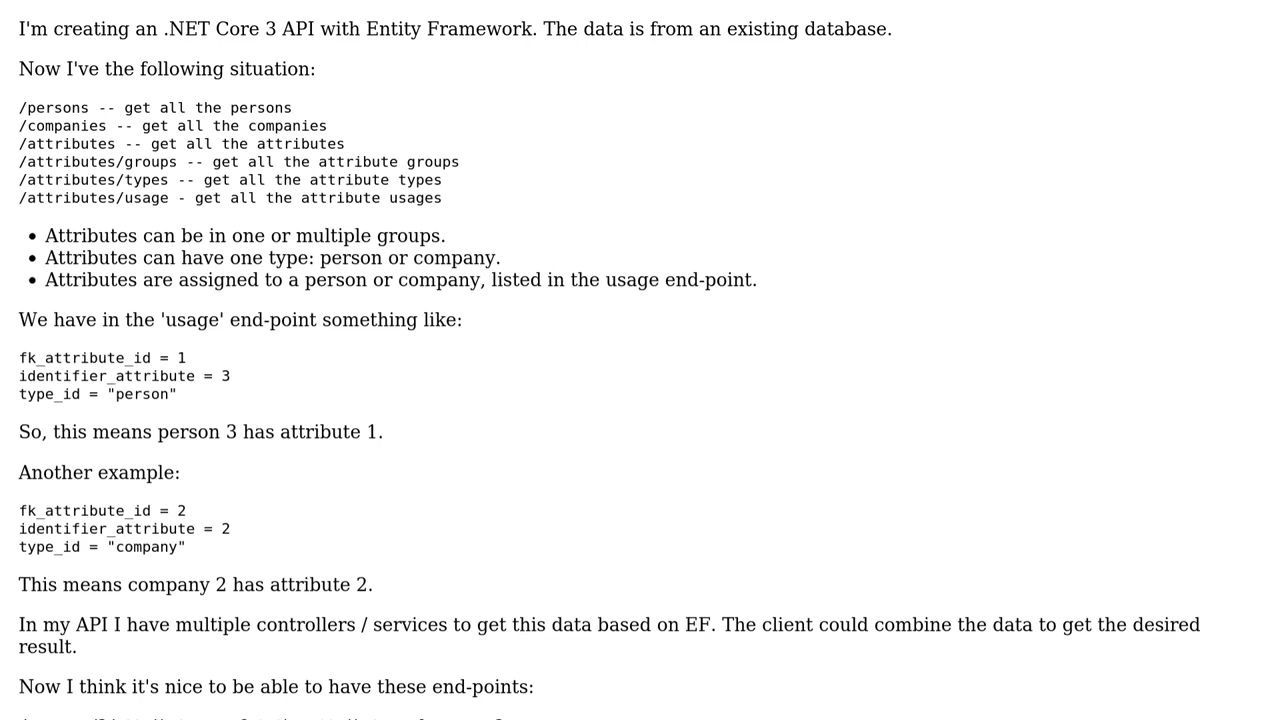 I'm creating an .NET Core 3 API with Entity Framework. The data is from an existing database.
Now I've the following situation:
/persons -- get all the persons
/companies -- get all the companies
/attributes -- get all the attributes
/attributes/groups -- get all the attribute groups
/attributes/types -- get all the attribute types
/attributes/usage - get all the attribute usages
• Attributes can be in one or multiple groups.
• Attributes can have one type: person or company.
• Attributes are assigned to a person or company, listed in the usage end-point.
We have in the 'usage' end-point something like:
fk_attribute_id = 1
identifier_attribute = 3
type_id = "person"
So, this means person 3 has attribute 1.
Another example:
fk_attribute_id = 2
identifier_attribute = 2
type_id = "company"
This means company 2 has attribute 2.
In my API I have multiple controllers / services to get this data based on EF. The client could combine the data to get the desired
result.
Now I think it's nice to be able to have these end-points: